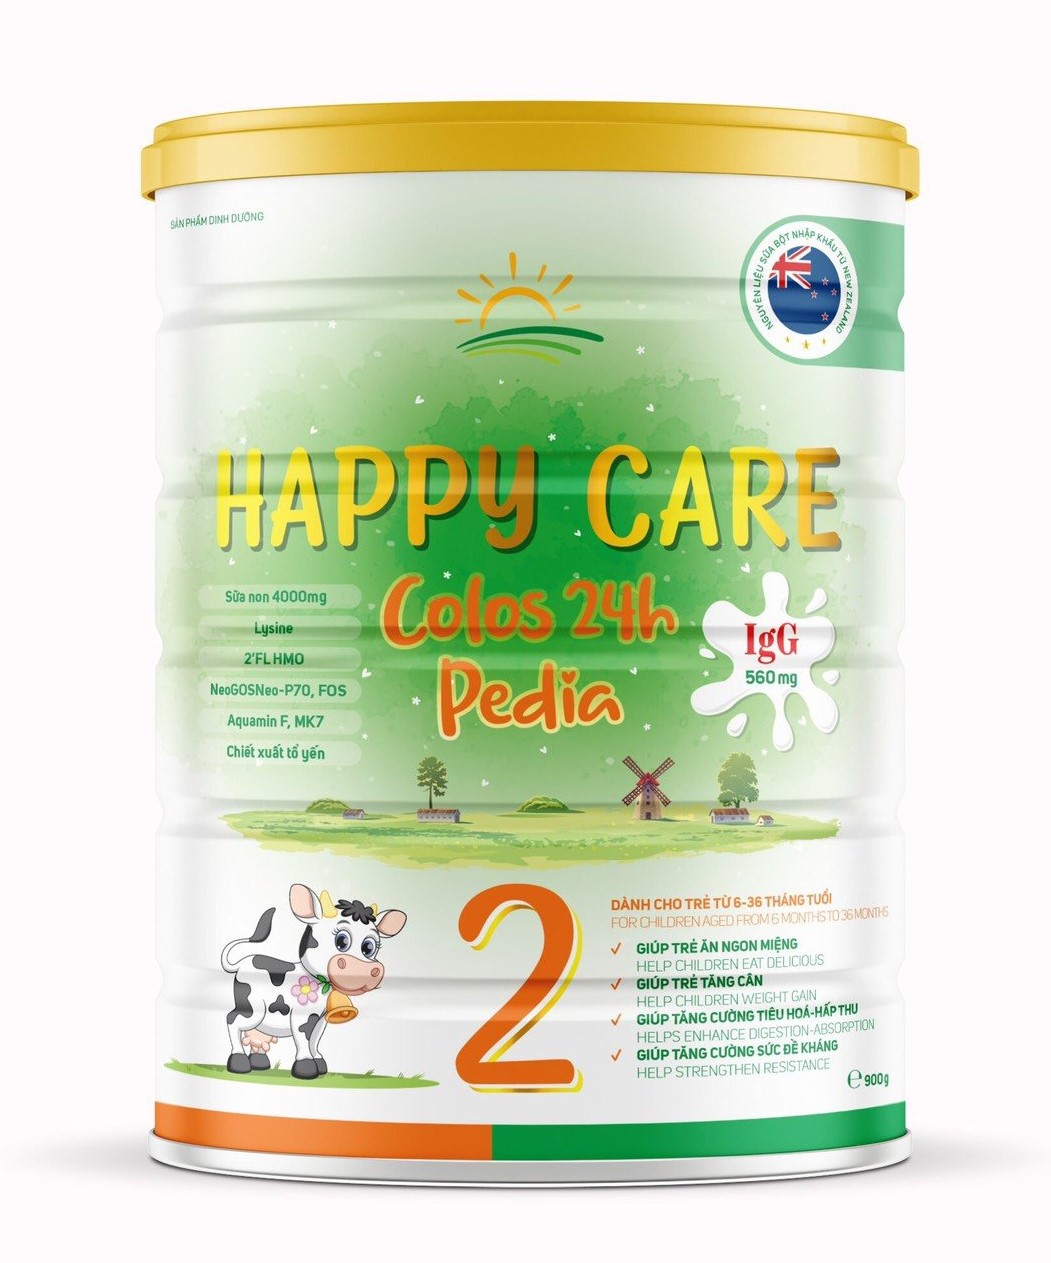 SẢN PHẨM DINH DƯỠNG
NGUYÊN LIỆU SỮA BỘT NHẬP KHẨU TỪ NEW ZEALAND
HAPPY CARE
Colos 24h
Pedia
Sữa non 4000mg
Lysine
2'FL HMO
NeoGOSNeo-P70, FOS
Aquamin F, MK7
Chiết xuất tổ yến
IgG
560 mg
2
DÀNH CHO TRẺ TỪ 6-36 THÁNG TUỔI
FOR CHILDREN AGED FROM 6 MONTHS TO 36 MONTHS
✓ GIÚP TRẺ ĂN NGON MIỆNG
HELP CHILDREN EAT DELICIOUS
✓ GIÚP TRẺ TĂNG CÂN
HELP CHILDREN WEIGHT GAIN
✓ GIÚP TĂNG CƯỜNG TIÊU HOÁ-HẤP THU
HELPS ENHANCE DIGESTION-ABSORPTION
✓ GIÚP TĂNG CƯỜNG SỨC ĐỀ KHÁNG
HELP STRENGTHEN RESISTANCE
℮ 900g